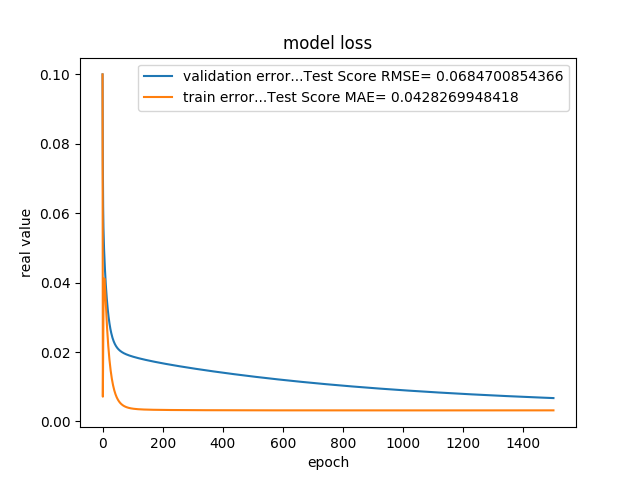 model loss
validation error...Test Score RMSE= 0.0684700854366
train error...Test Score MAE= 0.0428269948418
real value
0.10
0.08
0.06
0.04
0.02
0.00
0 200 400 600 800 1000 1200 1400
epoch